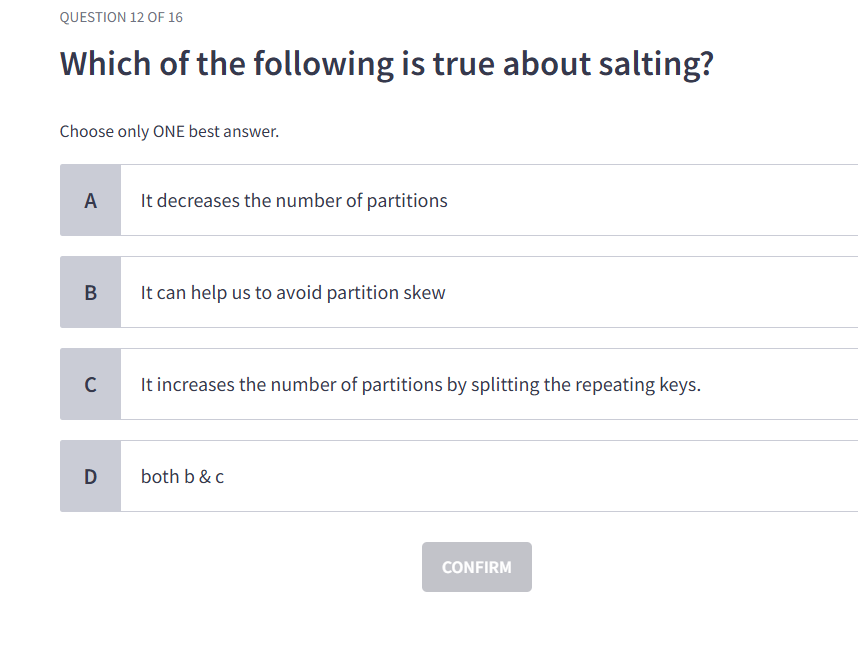 QUESTION 12 OF 16
Which of the following is true about salting?
Choose only ONE best answer.
A
It decreases the number of partitions
B
It can help us to avoid partition skew
C
It increases the number of partitions by splitting the repeating keys.
D
both b & c
CONFIRM